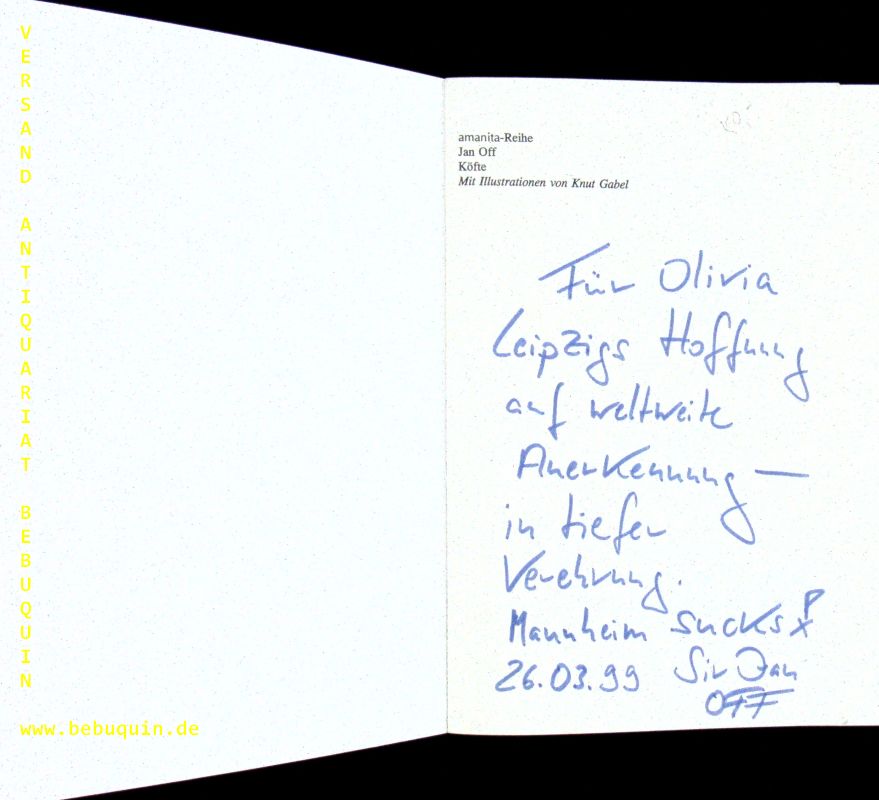 VERSAND ANTIQUARIAT BEBUQUIN
www.bebuquin.de
amanita-Reihe
Jan Off
Köfte
Mit Illustrationen von Knut Gabel
Für Olivia
Leipzigs Hoffnung
auf weltweite
Anerkennung —
in tiefer
Verehrung.
Mannheim sucks!
26.03.99 Sir Jan
OFF